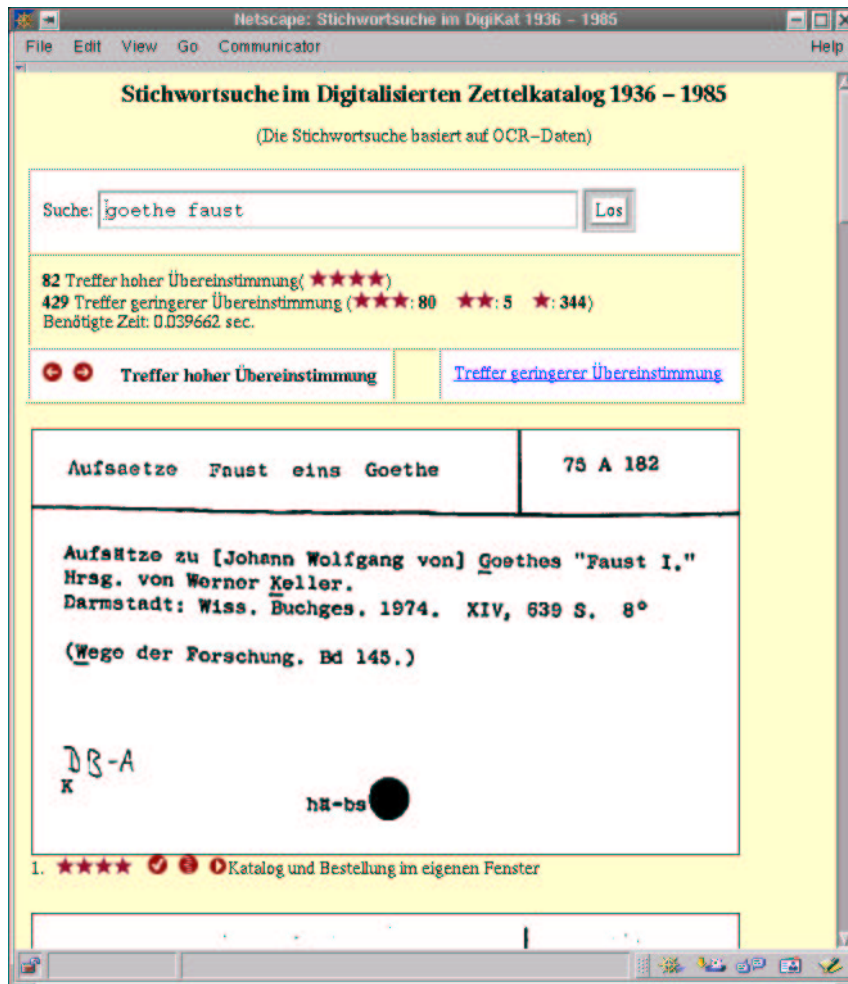 Netscape: Stichwortsuche im DigiKat 1936 – 1985
File Edit View Go Communicator Help
Stichwortsuche im Digitalisierten Zettelkatalog 1936 – 1985
(Die Stichwortsuche basiert auf OCR–Daten)
Suche: goethe faust Los
82 Treffer hoher Übereinstimmung( ★★★★)
429 Treffer geringerer Übereinstimmung (★★★: 80 ★★: 5 ★: 344)
Benötigte Zeit: 0.039662 sec.
Treffer hoher Übereinstimmung Treffer geringerer Übereinstimmung
Aufsaetze Faust eins Goethe 75 A 182
Aufsätze zu [Johann Wolfgang von] Goethes "Faust I."
Hrsg. von Werner Keller.
Darmstadt: Wiss. Buchges. 1974. XIV, 639 S. 8°
(Wege der Forschung. Bd 145.)
DB-A
K
hä-bs
1. ★★★★ Katalog und Bestellung im eigenen Fenster